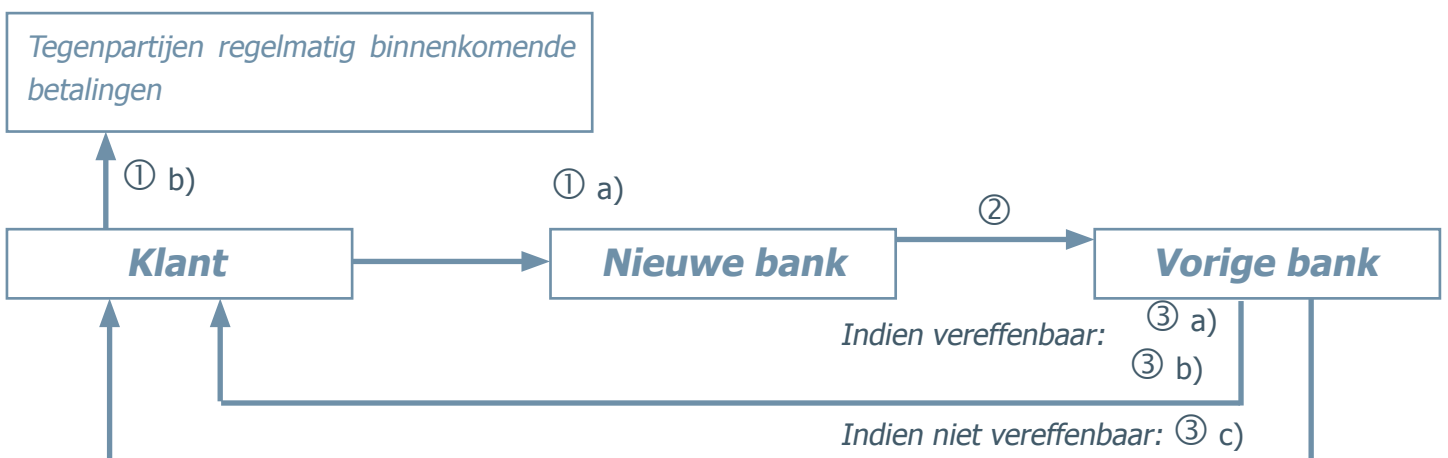 Tegenpartijen regelmatig binnenkomende
betalingen
① b)
① a)
②
Klant
Nieuwe bank
Vorige bank
Indien vereffenbaar: ③ a)
③ b)
Indien niet vereffenbaar: ③ c)